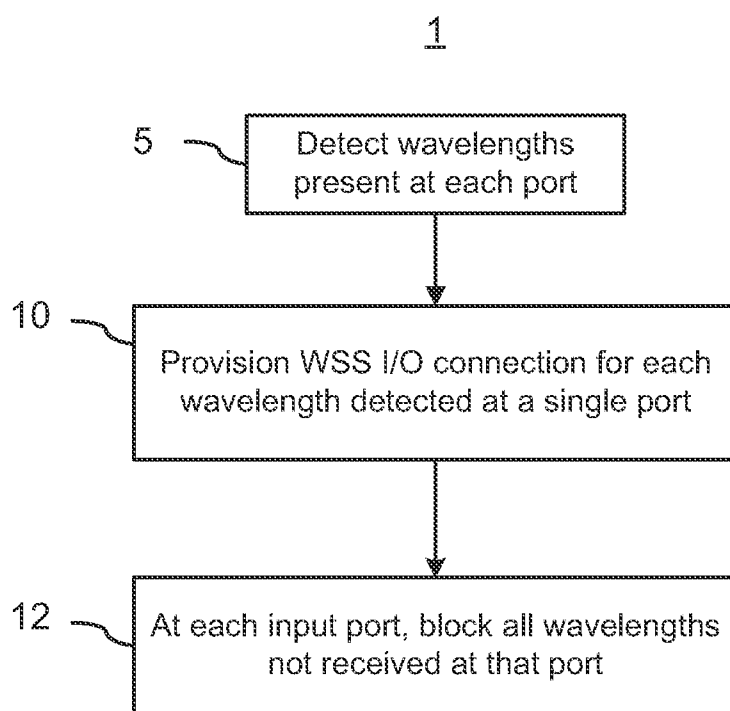 1
5
Detect wavelengths
present at each port
10
Provision WSS I/O connection for each
wavelength detected at a single port
12
At each input port, block all wavelengths
not received at that port